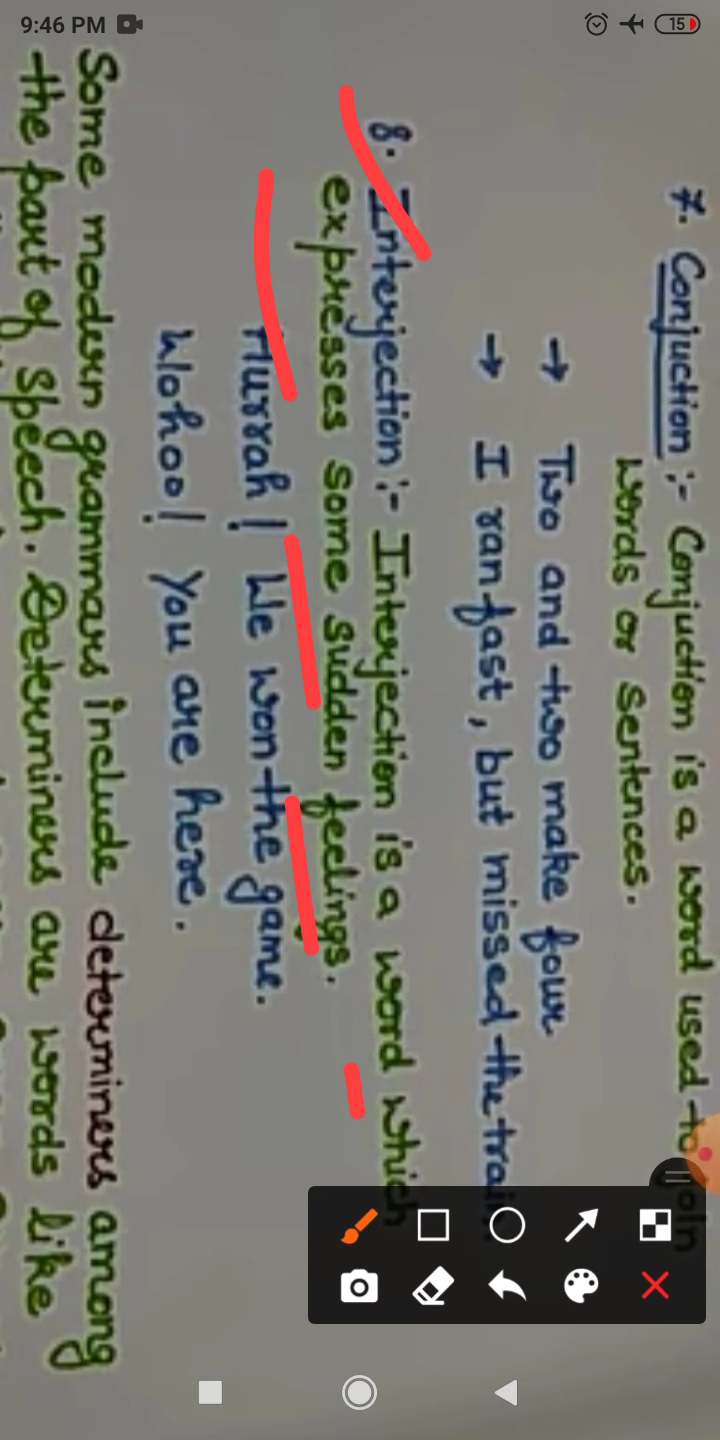 9:46 PM
15
7. Conjuction :- Conjuction is a word used to join
words or sentences.
→ Two and two make four
→ I ran fast, but missed the train.
8. Interjection :- Interjection is a word which
expresses some sudden feelings.
Hurrah! We won the game.
Wohoo! You are here.
Some modern grammars include determiners among
the part of speech. Determiners are words like